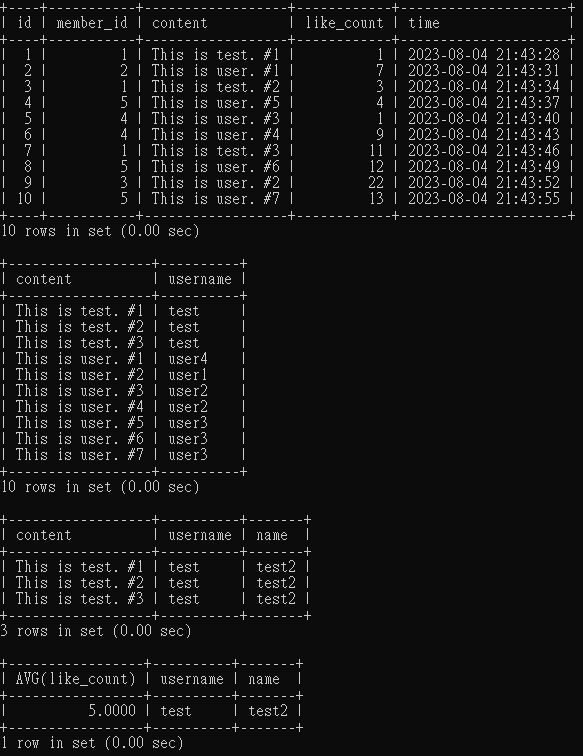 +----+-----------+------------------+------------+---------------------+
| id | member_id | content          | like_count | time                |
+----+-----------+------------------+------------+---------------------+
|  1 |         1 | This is test. #1 |          1 | 2023-08-04 21:43:28 |
|  2 |         2 | This is user. #1 |          7 | 2023-08-04 21:43:31 |
|  3 |         1 | This is test. #2 |          3 | 2023-08-04 21:43:34 |
|  4 |         5 | This is user. #5 |          4 | 2023-08-04 21:43:37 |
|  5 |         4 | This is user. #3 |          1 | 2023-08-04 21:43:40 |
|  6 |         4 | This is user. #4 |          9 | 2023-08-04 21:43:43 |
|  7 |         1 | This is test. #3 |         11 | 2023-08-04 21:43:46 |
|  8 |         5 | This is user. #6 |         12 | 2023-08-04 21:43:49 |
|  9 |         3 | This is user. #2 |         22 | 2023-08-04 21:43:52 |
| 10 |         5 | This is user. #7 |         13 | 2023-08-04 21:43:55 |
+----+-----------+------------------+------------+---------------------+
10 rows in set (0.00 sec)

+------------------+----------+
| content          | username |
+------------------+----------+
| This is test. #1 | test     |
| This is test. #2 | test     |
| This is test. #3 | test     |
| This is user. #1 | user4    |
| This is user. #2 | user1    |
| This is user. #3 | user2    |
| This is user. #4 | user2    |
| This is user. #5 | user3    |
| This is user. #6 | user3    |
| This is user. #7 | user3    |
+------------------+----------+
10 rows in set (0.00 sec)

+------------------+----------+-------+
| content          | username | name  |
+------------------+----------+-------+
| This is test. #1 | test     | test2 |
| This is test. #2 | test     | test2 |
| This is test. #3 | test     | test2 |
+------------------+----------+-------+
3 rows in set (0.00 sec)

+-----------------+----------+-------+
| AVG(like_count) | username | name  |
+-----------------+----------+-------+
|          5.0000 | test     | test2 |
+-----------------+----------+-------+
1 row in set (0.00 sec)